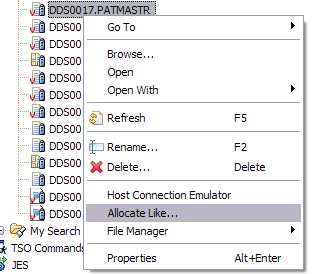 DDS0017.PATMASTR
DDS00
Go To
DDS00
Browse...
DDS00
Open
DDS00
Open With
DDS00
DDS00
Refresh F5
DDS00
Rename... F2
DDS00
Delete... Delete
DDS00
DDS00
Host Connection Emulator
DDS00
Allocate Like...
My Search
File Manager
TSO Commands
JES
Properties Alt+Enter